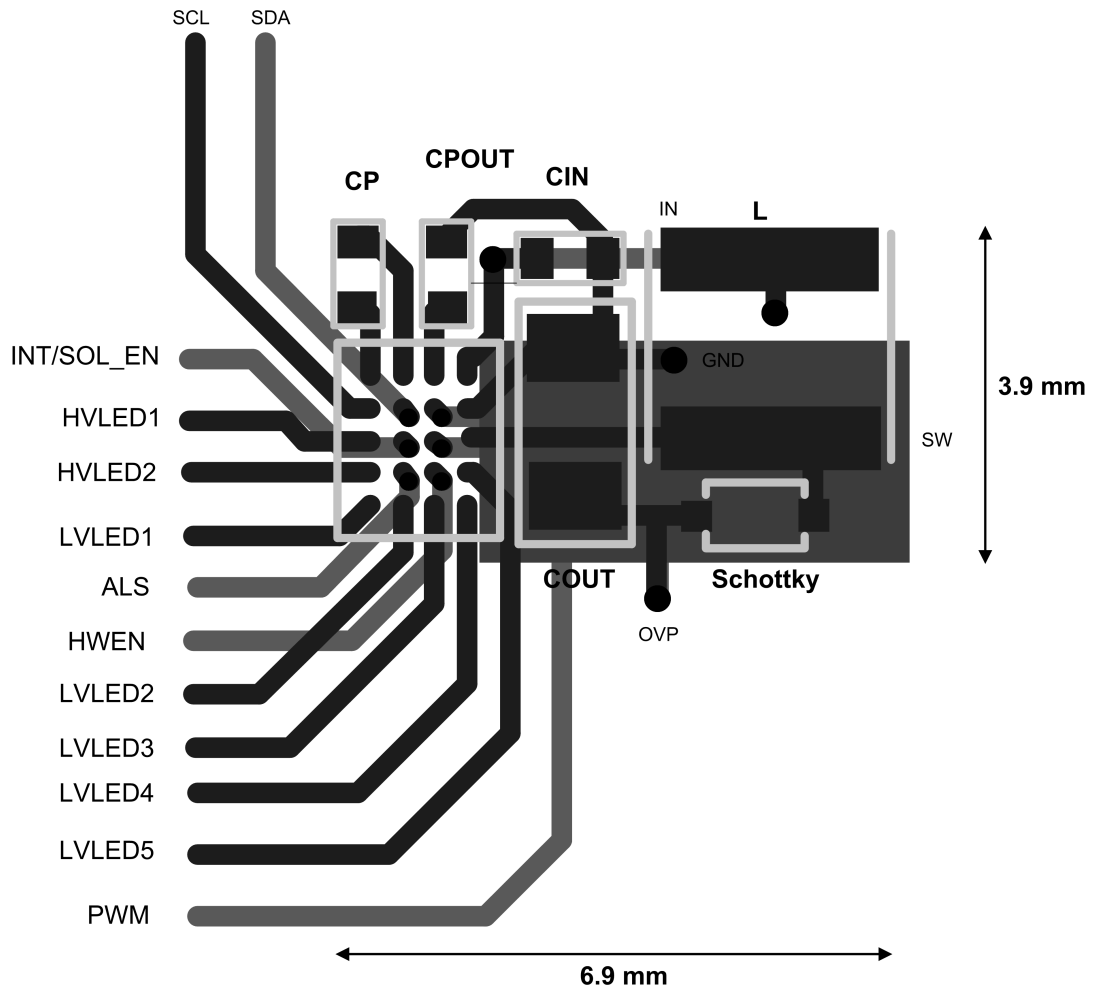 SCL
SDA
CPOUT
CIN
CP
IN
L
INT/SOL_EN
GND
3.9 mm
HVLED1
SW
HVLED2
LVLED1
COUT
Schottky
ALS
OVP
HWEN
LVLED2
LVLED3
LVLED4
LVLED5
PWM
6.9 mm